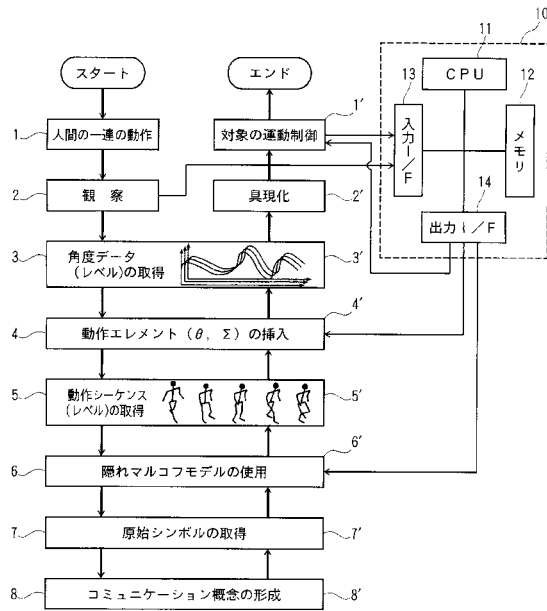 10
11
スタート
エンド
CPU
13
12
1'
1
人間の一連の動作
対象の運動制御
入力I/F
メモリ
2
観 察
具現化
2'
14
出力I/F
3
角度データ
(レベル)の取得
3'
4'
4
動作エレメント(θ, Σ)の挿入
5
動作シーケンス
(レベル)の取得
5'
6'
6
隠れマルコフモデルの使用
7
原始シンボルの取得
7'
8
コミュニケーション概念の形成
8'